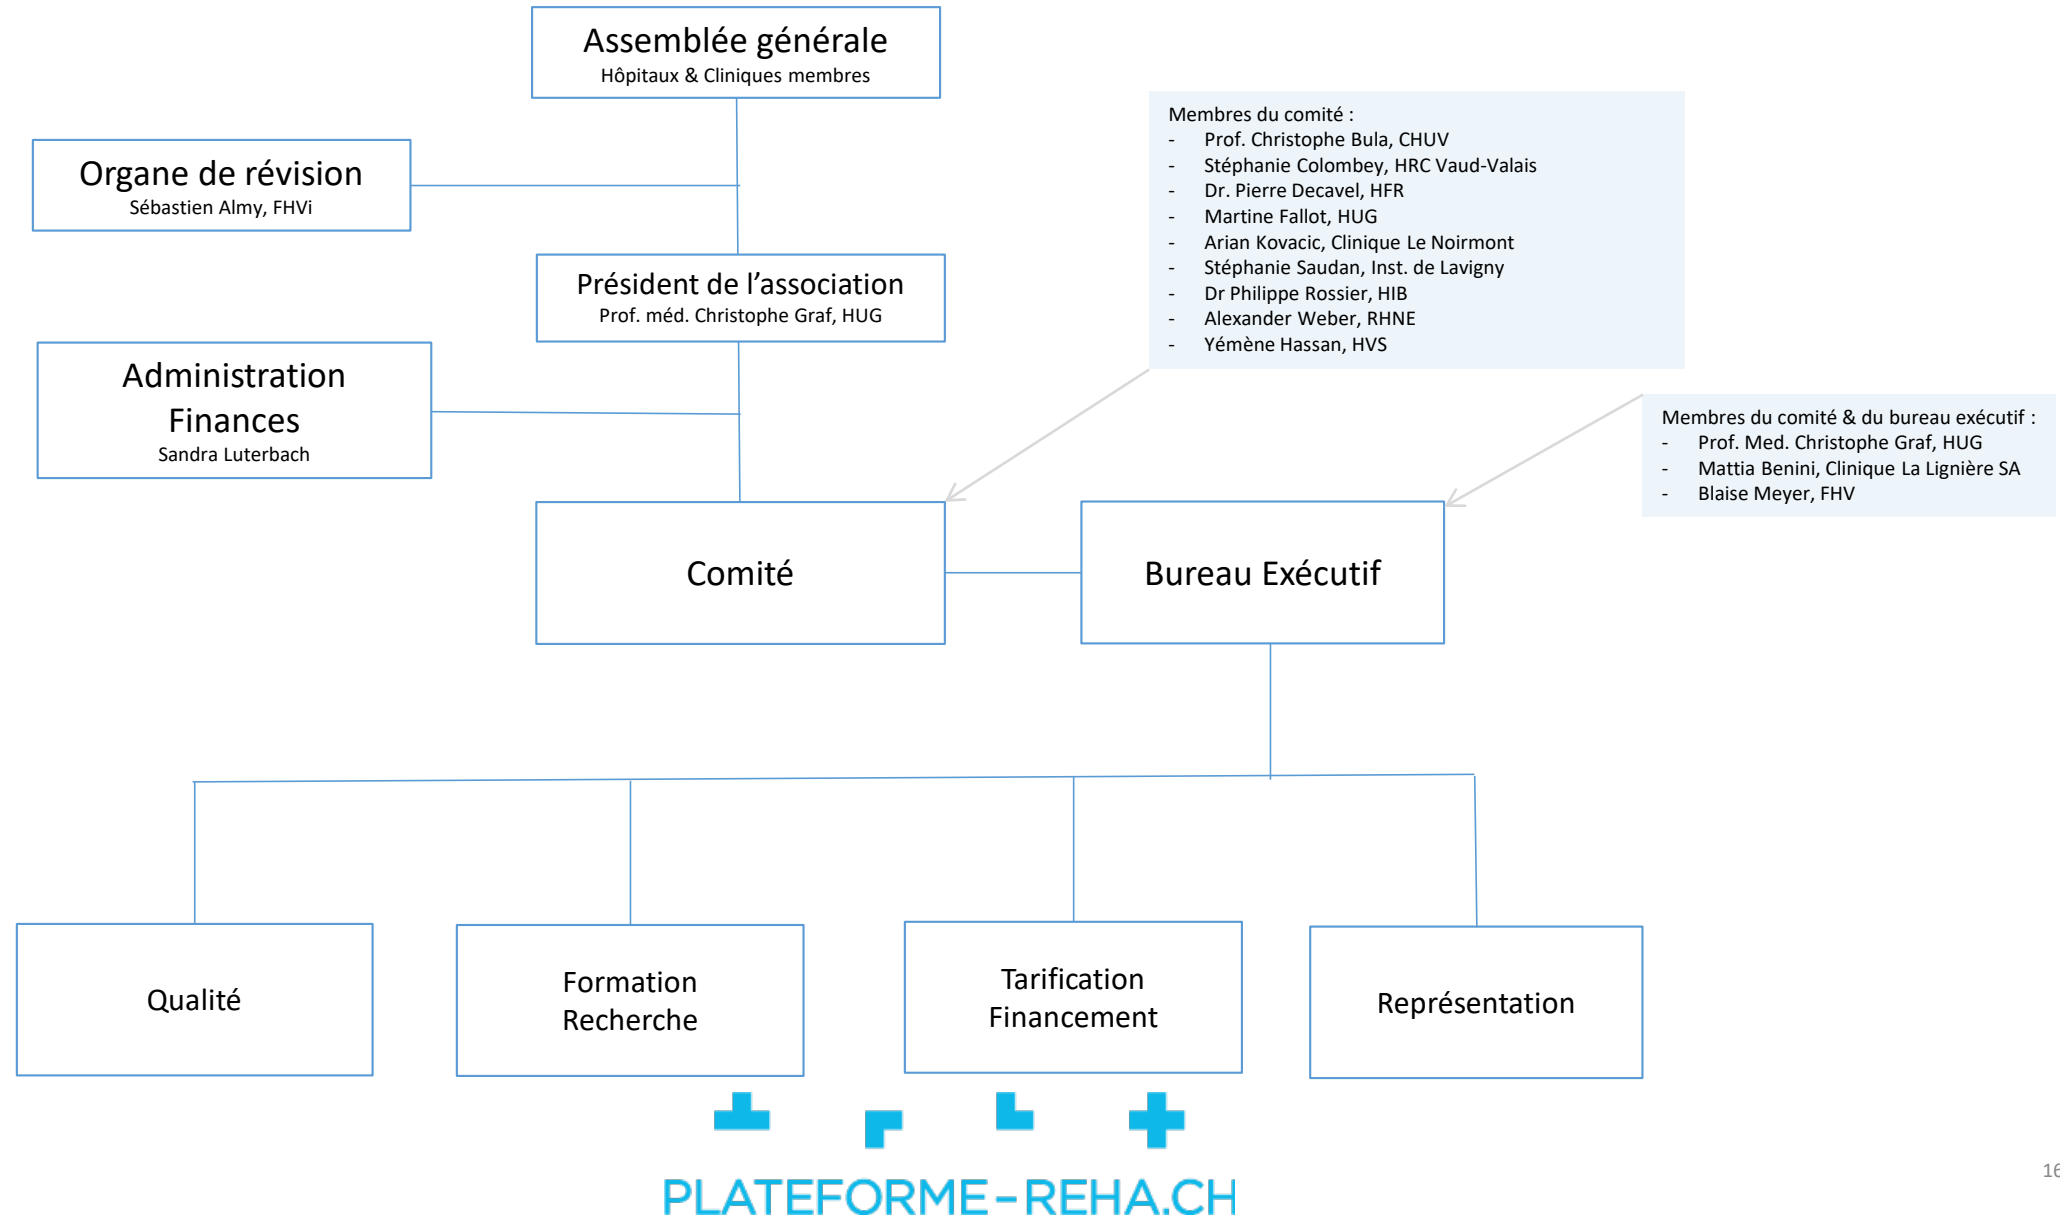 Assemblée générale
Hôpitaux & Cliniques membres
Organe de révision
Sébastien Almy, FHVi
Président de l’association
Prof. méd. Christophe Graf, HUG
Administration
Finances
Sandra Luterbach
Membres du comité :
- Prof. Christophe Bula, CHUV
- Stéphanie Colombey, HRC Vaud-Valais
- Dr. Pierre Decavel, HFR
- Martine Fallot, HUG
- Arian Kovacic, Clinique Le Noirmont
- Stéphanie Saudan, Inst. de Lavigny
- Dr Philippe Rossier, HIB
- Alexander Weber, RHNE
- Yémène Hassan, HVS
Membres du comité & du bureau exécutif :
- Prof. Med. Christophe Graf, HUG
- Mattia Benini, Clinique La Lignière SA
- Blaise Meyer, FHV
Comité
Bureau Exécutif
Qualité
Formation
Recherche
Tarification
Financement
Représentation
PLATEFORME-REHA.CH
16